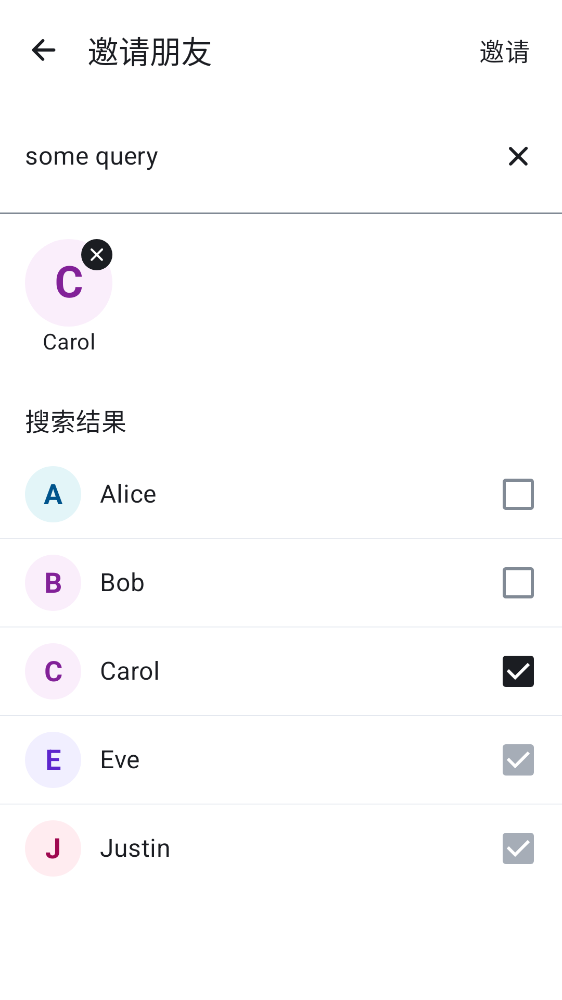 邀请朋友
邀请
some query
C
Carol
搜索结果
A Alice
B Bob
C Carol
E Eve
J Justin